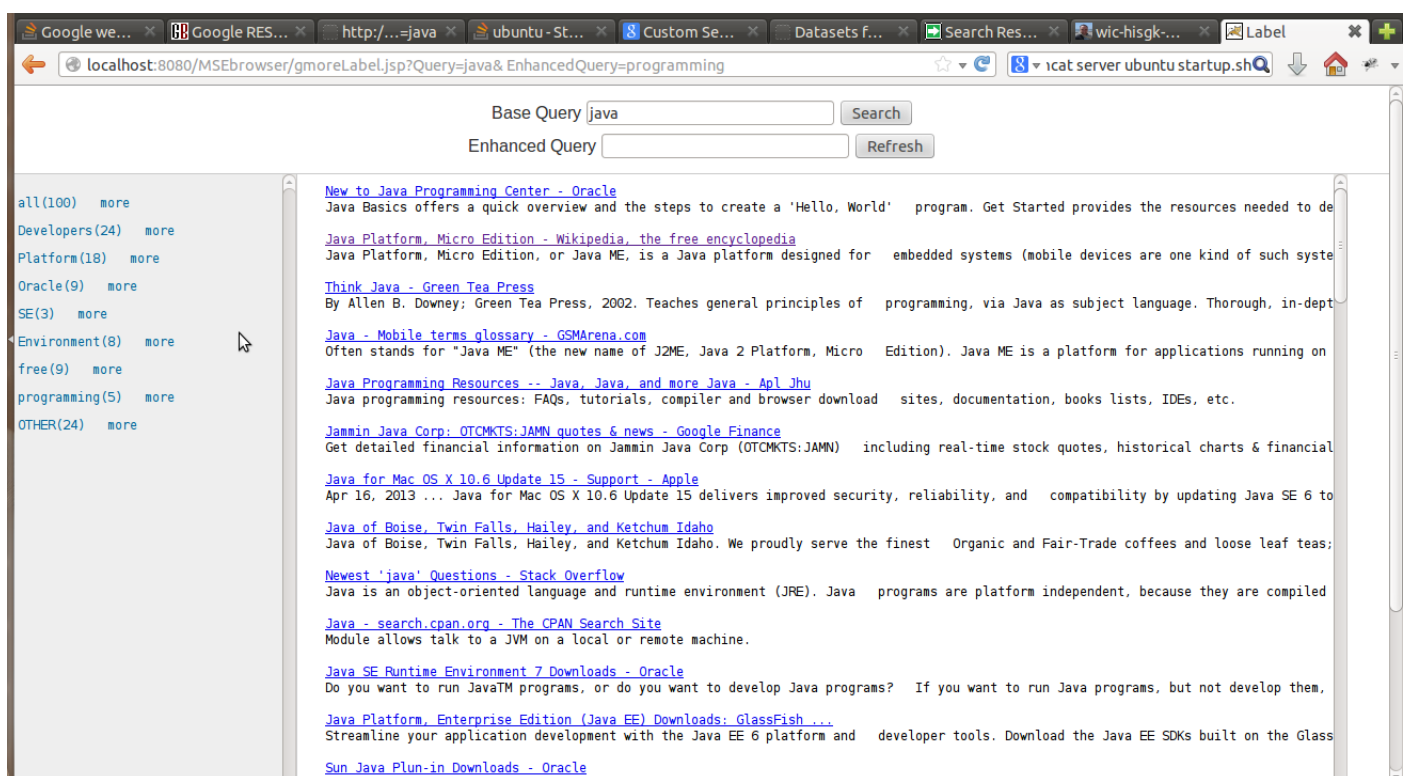 Google we... Google RES... http:/...=java ubuntu - St... Custom Se... Datasets f... Search Res... wic-hisgk-... Label
localhost:8080/MSEbrowser/gmoreLabel.jsp?Query=java& EnhancedQuery=programming cat server ubuntu startup.sh
Base Query java Search
Enhanced Query Refresh
all(100) more
Developers(24) more
Platform(18) more
Oracle(9) more
SE(3) more
Environment(8) more
free(9) more
programming(5) more
OTHER(24) more
New to Java Programming Center - Oracle
Java Basics offers a quick overview and the steps to create a 'Hello, World' program. Get Started provides the resources needed to de
Java Platform, Micro Edition - Wikipedia, the free encyclopedia
Java Platform, Micro Edition, or Java ME, is a Java platform designed for embedded systems (mobile devices are one kind of such syste
Think Java - Green Tea Press
By Allen B. Downey; Green Tea Press, 2002. Teaches general principles of programming, via Java as subject language. Thorough, in-dept
Java - Mobile terms glossary - GSMArena.com
Often stands for "Java ME" (the new name of J2ME, Java 2 Platform, Micro Edition). Java ME is a platform for applications running on
Java Programming Resources -- Java, Java, and more Java - Apl Jhu
Java programming resources: FAQs, tutorials, compiler and browser download sites, documentation, books lists, IDEs, etc.
Jammin Java Corp: OTCMKTS:JAMN quotes & news - Google Finance
Get detailed financial information on Jammin Java Corp (OTCMKTS:JAMN) including real-time stock quotes, historical charts & financial
Java for Mac OS X 10.6 Update 15 - Support - Apple
Apr 16, 2013 ... Java for Mac OS X 10.6 Update 15 delivers improved security, reliability, and compatibility by updating Java SE 6 to
Java of Boise, Twin Falls, Hailey, and Ketchum Idaho
Java of Boise, Twin Falls, Hailey, and Ketchum Idaho. We proudly serve the finest Organic and Fair-Trade coffees and loose leaf teas;
Newest 'java' Questions - Stack Overflow
Java is an object-oriented language and runtime environment (JRE). Java programs are platform independent, because they are compiled
Java - search.cpan.org - The CPAN Search Site
Module allows talk to a JVM on a local or remote machine.
Java SE Runtime Environment 7 Downloads - Oracle
Do you want to run JavaTM programs, or do you want to develop Java programs? If you want to run Java programs, but not develop them,
Java Platform, Enterprise Edition (Java EE) Downloads: GlassFish ...
Streamline your application development with the Java EE 6 platform and developer tools. Download the Java EE SDKs built on the Glass
Sun Java Plun-in Downloads - Oracle